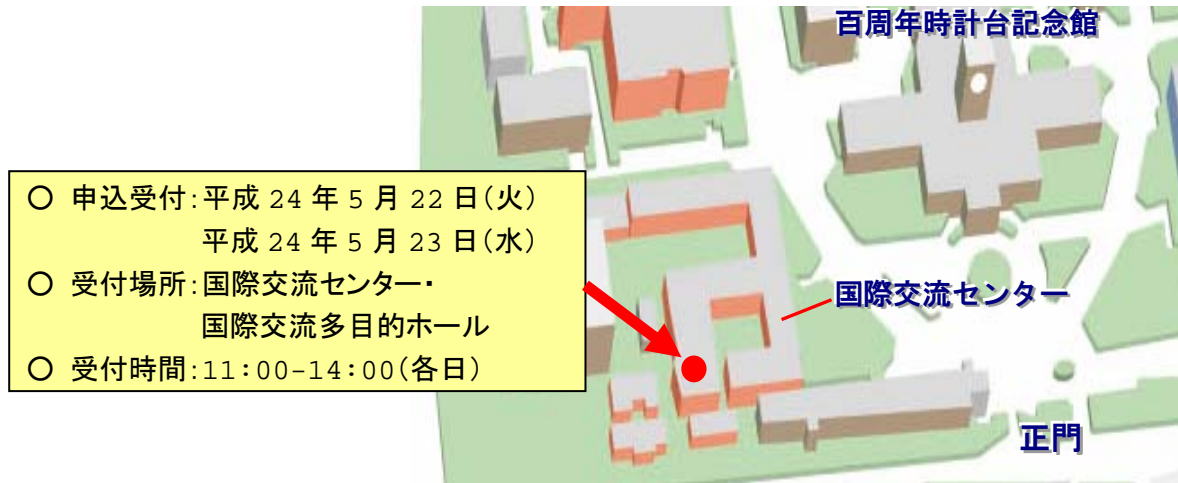 百周年時計台記念館
○ 申込受付:平成 24 年 5 月 22 日(火)
平成 24 年 5 月 23 日(水)
○ 受付場所:国際交流センター・
国際交流多目的ホール
○ 受付時間:11:00-14:00(各日)
国際交流センター
正門